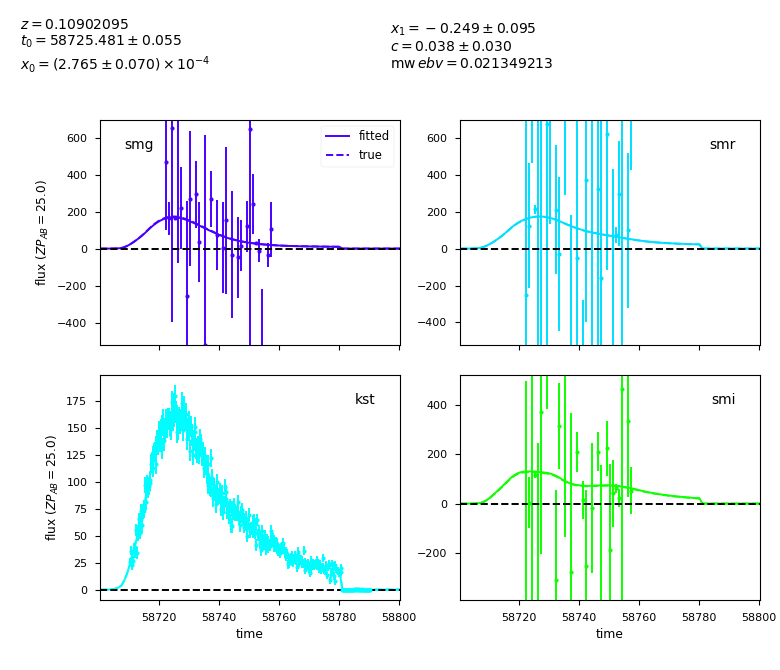 z = 0.10902095
t₀ = 58725.481 ± 0.055
x₀ = (2.765 ± 0.070) × 10⁻⁴
x₁ = −0.249 ± 0.095
c = 0.038 ± 0.030
mw ebv = 0.021349213
smg
fitted
true
600
400
200
0
−200
−400
flux (ZP_AB = 25.0)
smr
600
400
200
0
−200
−400
kst
175
150
125
100
75
50
25
0
flux (ZP_AB = 25.0)
58720 58740 58760 58780 58800
time
smi
400
200
0
−200
58720 58740 58760 58780 58800
time